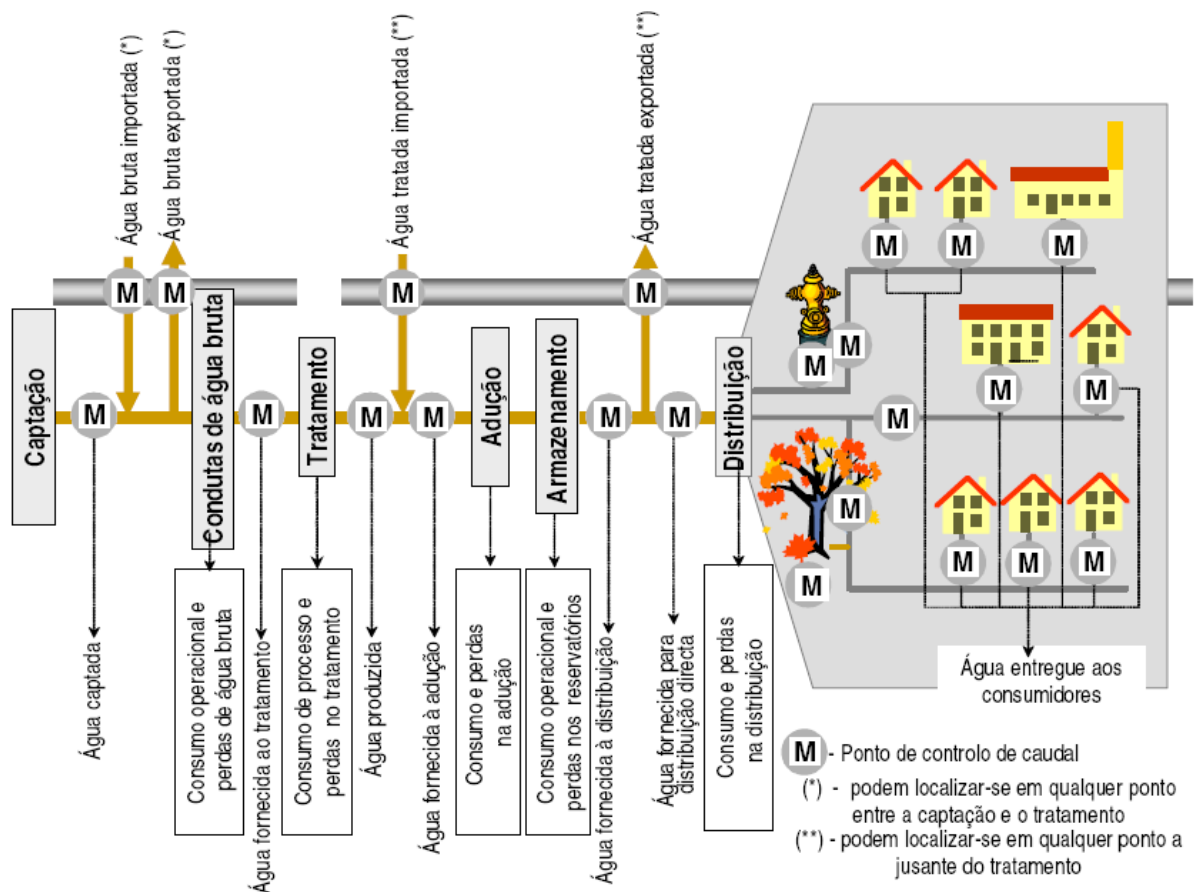 Água bruta importada (*)
Água bruta exportada (*)
Água tratada importada (**)
Água tratada exportada (**)
M
M
M
M
Captação
M
Condutas de água bruta
M
Tratamento
M
M
Adução
Armazenamento
M
M
Distribuição
M
M
M
M
M
M
M
M
M
M
M
M
M
M
Água captada
Consumo operacional e
perdas de água bruta
Água fornecida ao tratamento
Consumo de processo e
perdas no tratamento
Água produzida
Água fornecida à adução
Consumo e perdas
na adução
Consumo operacional e
perdas nos reservatórios
Água fornecida à distribuição
Água fornecida para
distribuição directa
Consumo e perdas
na distribuição
Água entregue aos
consumidores
M - Ponto de controlo de caudal
(*) - podem localizar-se em qualquer ponto
entre a captação e o tratamento
(**) - podem localizar-se em qualquer ponto a
jusante do tratamento